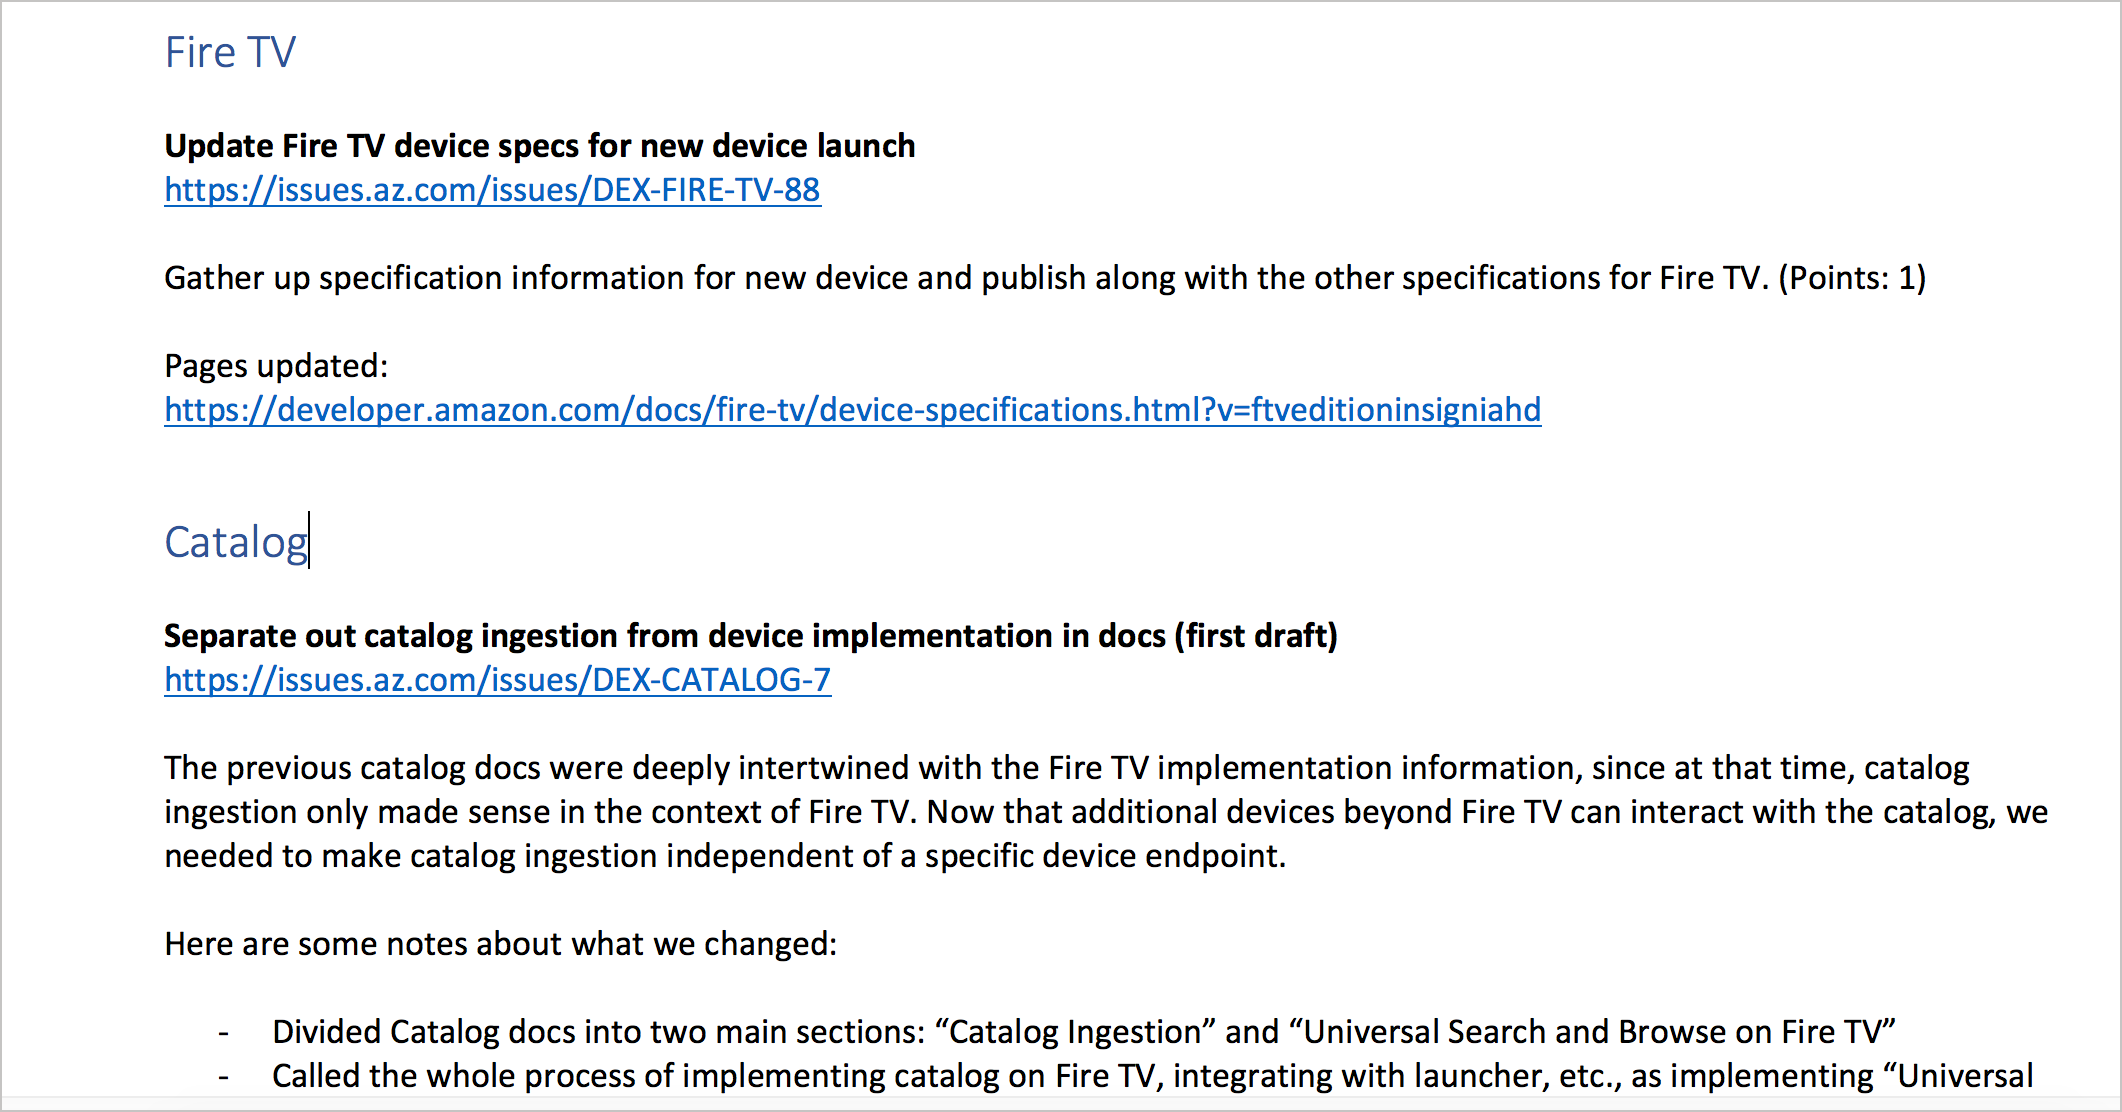 Fire TV
Update Fire TV device specs for new device launch
https://issues.az.com/issues/DEX-FIRE-TV-88
Gather up specification information for new device and publish along with the other specifications for Fire TV. (Points: 1)
Pages updated:
https://developer.amazon.com/docs/fire-tv/device-specifications.html?v=ftveditioninsigniahd
Catalog
Separate out catalog ingestion from device implementation in docs (first draft)
https://issues.az.com/issues/DEX-CATALOG-7
The previous catalog docs were deeply intertwined with the Fire TV implementation information, since at that time, catalog
ingestion only made sense in the context of Fire TV. Now that additional devices beyond Fire TV can interact with the catalog, we
needed to make catalog ingestion independent of a specific device endpoint.
Here are some notes about what we changed:
- Divided Catalog docs into two main sections: “Catalog Ingestion” and “Universal Search and Browse on Fire TV”
- Called the whole process of implementing catalog on Fire TV, integrating with launcher, etc., as implementing “Universal